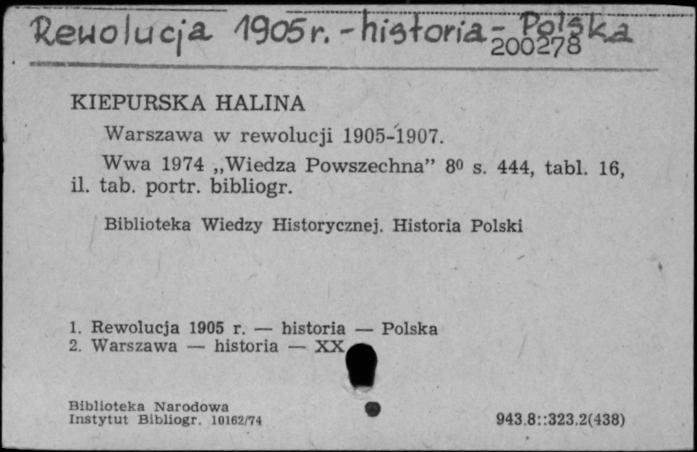 Rewolucja 1905r. - historia - Polska
200278
KIEPURSKA HALINA
Warszawa w rewolucji 1905-1907.
Wwa 1974 „Wiedza Powszechna” 8⁰ s. 444, tabl. 16,
il. tab. portr. bibliogr.
Biblioteka Wiedzy Historycznej. Historia Polski
1. Rewolucja 1905 r. — historia — Polska
2. Warszawa — historia — XX
Biblioteka Narodowa
Instytut Bibliogr. 10162/74
943.8::323.2(438)